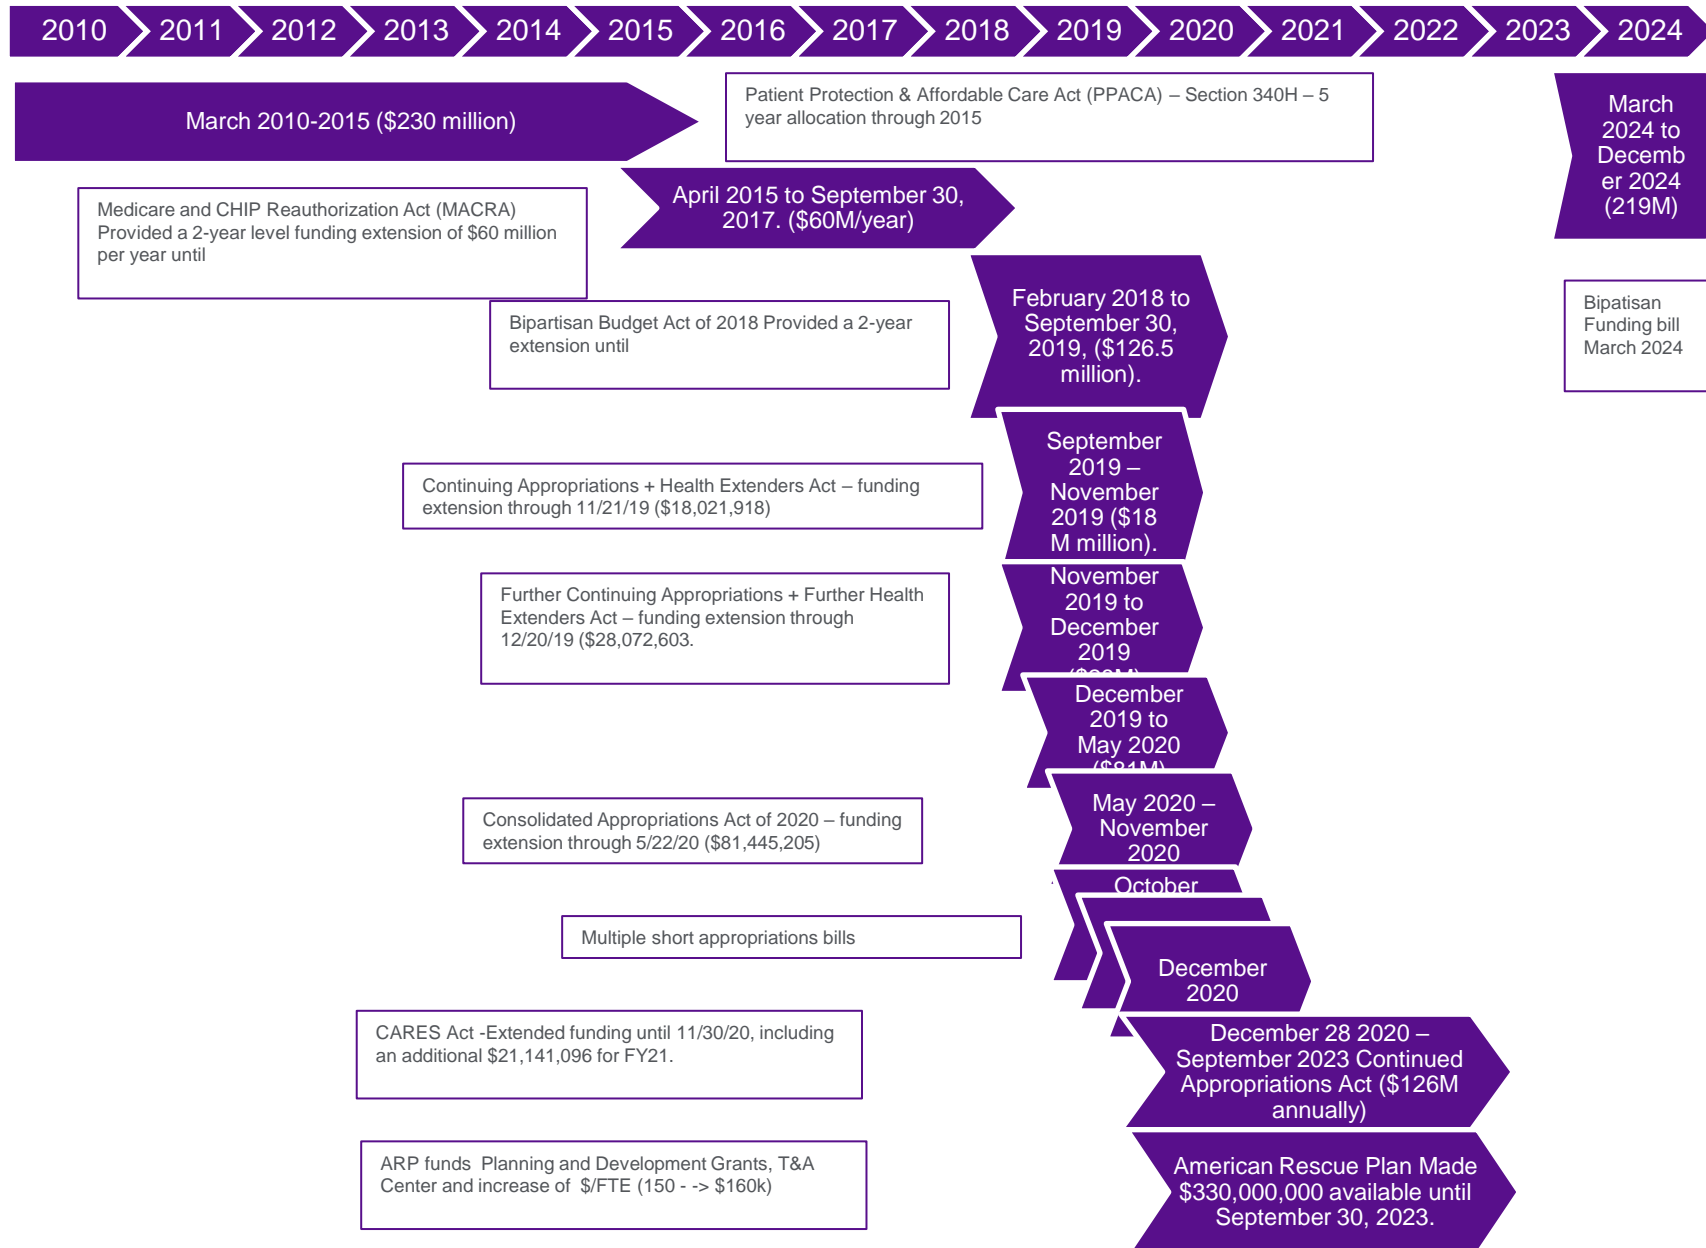 2010 2011 2012 2013 2014 2015 2016 2017 2018 2019 2020 2021 2022 2023 2024
March 2010-2015 ($230 million)
Patient Protection & Affordable Care Act (PPACA) – Section 340H – 5
year allocation through 2015
March
2024 to
Decemb
er 2024
(219M)
Medicare and CHIP Reauthorization Act (MACRA)
Provided a 2-year level funding extension of $60 million
per year until
April 2015 to September 30,
2017. ($60M/year)
Bipartisan Budget Act of 2018 Provided a 2-year
extension until
February 2018 to
September 30,
2019, ($126.5
million).
Bipatisan
Funding bill
March 2024
Continuing Appropriations + Health Extenders Act – funding
extension through 11/21/19 ($18,021,918)
September
2019 –
November
2019 ($18
M million).
Further Continuing Appropriations + Further Health
Extenders Act – funding extension through
12/20/19 ($28,072,603.
November
2019 to
December
2019
December
2019 to
May 2020
($81M)
Consolidated Appropriations Act of 2020 – funding
extension through 5/22/20 ($81,445,205)
May 2020 –
November
2020
October
Multiple short appropriations bills
December
2020
CARES Act -Extended funding until 11/30/20, including
an additional $21,141,096 for FY21.
December 28 2020 –
September 2023 Continued
Appropriations Act ($126M
annually)
ARP funds Planning and Development Grants, T&A
Center and increase of $/FTE (150 - -> $160k)
American Rescue Plan Made
$330,000,000 available until
September 30, 2023.